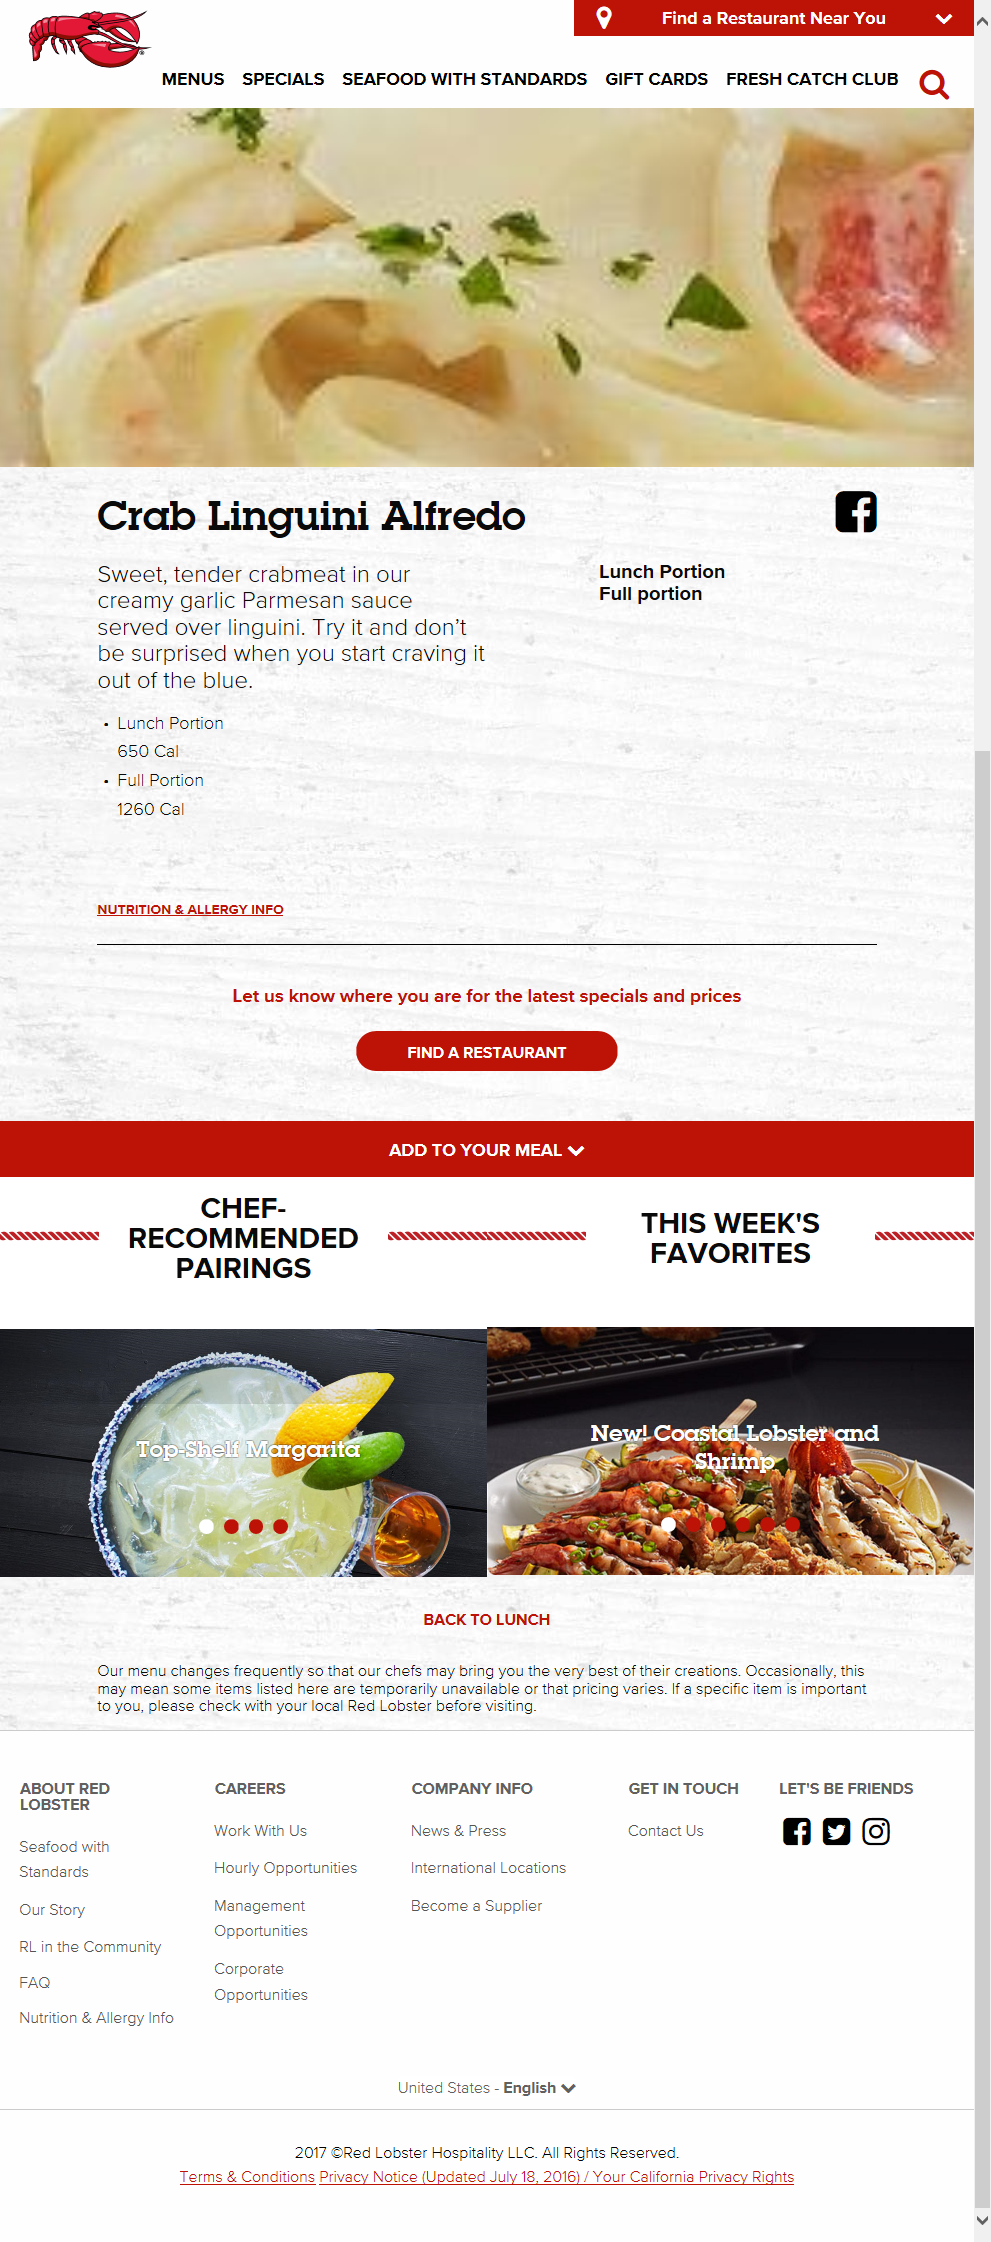 Find a Restaurant Near You
MENUS SPECIALS SEAFOOD WITH STANDARDS GIFT CARDS FRESH CATCH CLUB
Crab Linguini Alfredo
Sweet, tender crabmeat in our
creamy garlic Parmesan sauce
served over linguini. Try it and don’t
be surprised when you start craving it
out of the blue.
Lunch Portion
Full portion
• Lunch Portion
650 Cal
• Full Portion
1260 Cal
NUTRITION & ALLERGY INFO
Let us know where you are for the latest specials and prices
FIND A RESTAURANT
ADD TO YOUR MEAL
CHEF-
RECOMMENDED
PAIRINGS
THIS WEEK'S
FAVORITES
Top-Shelf Margarita
New! Coastal Lobster and
Shrimp
BACK TO LUNCH
Our menu changes frequently so that our chefs may bring you the very best of their creations. Occasionally, this
may mean some items listed here are temporarily unavailable or that pricing varies. If a specific item is important
to you, please check with your local Red Lobster before visiting.
ABOUT RED
LOBSTER
Seafood with
Standards
Our Story
RL in the Community
FAQ
Nutrition & Allergy Info
CAREERS
Work With Us
Hourly Opportunities
Management
Opportunities
Corporate
Opportunities
COMPANY INFO
News & Press
International Locations
Become a Supplier
GET IN TOUCH
Contact Us
LET'S BE FRIENDS
United States - English
2017 ©Red Lobster Hospitality LLC. All Rights Reserved.
Terms & Conditions Privacy Notice (Updated July 18, 2016) / Your California Privacy Rights